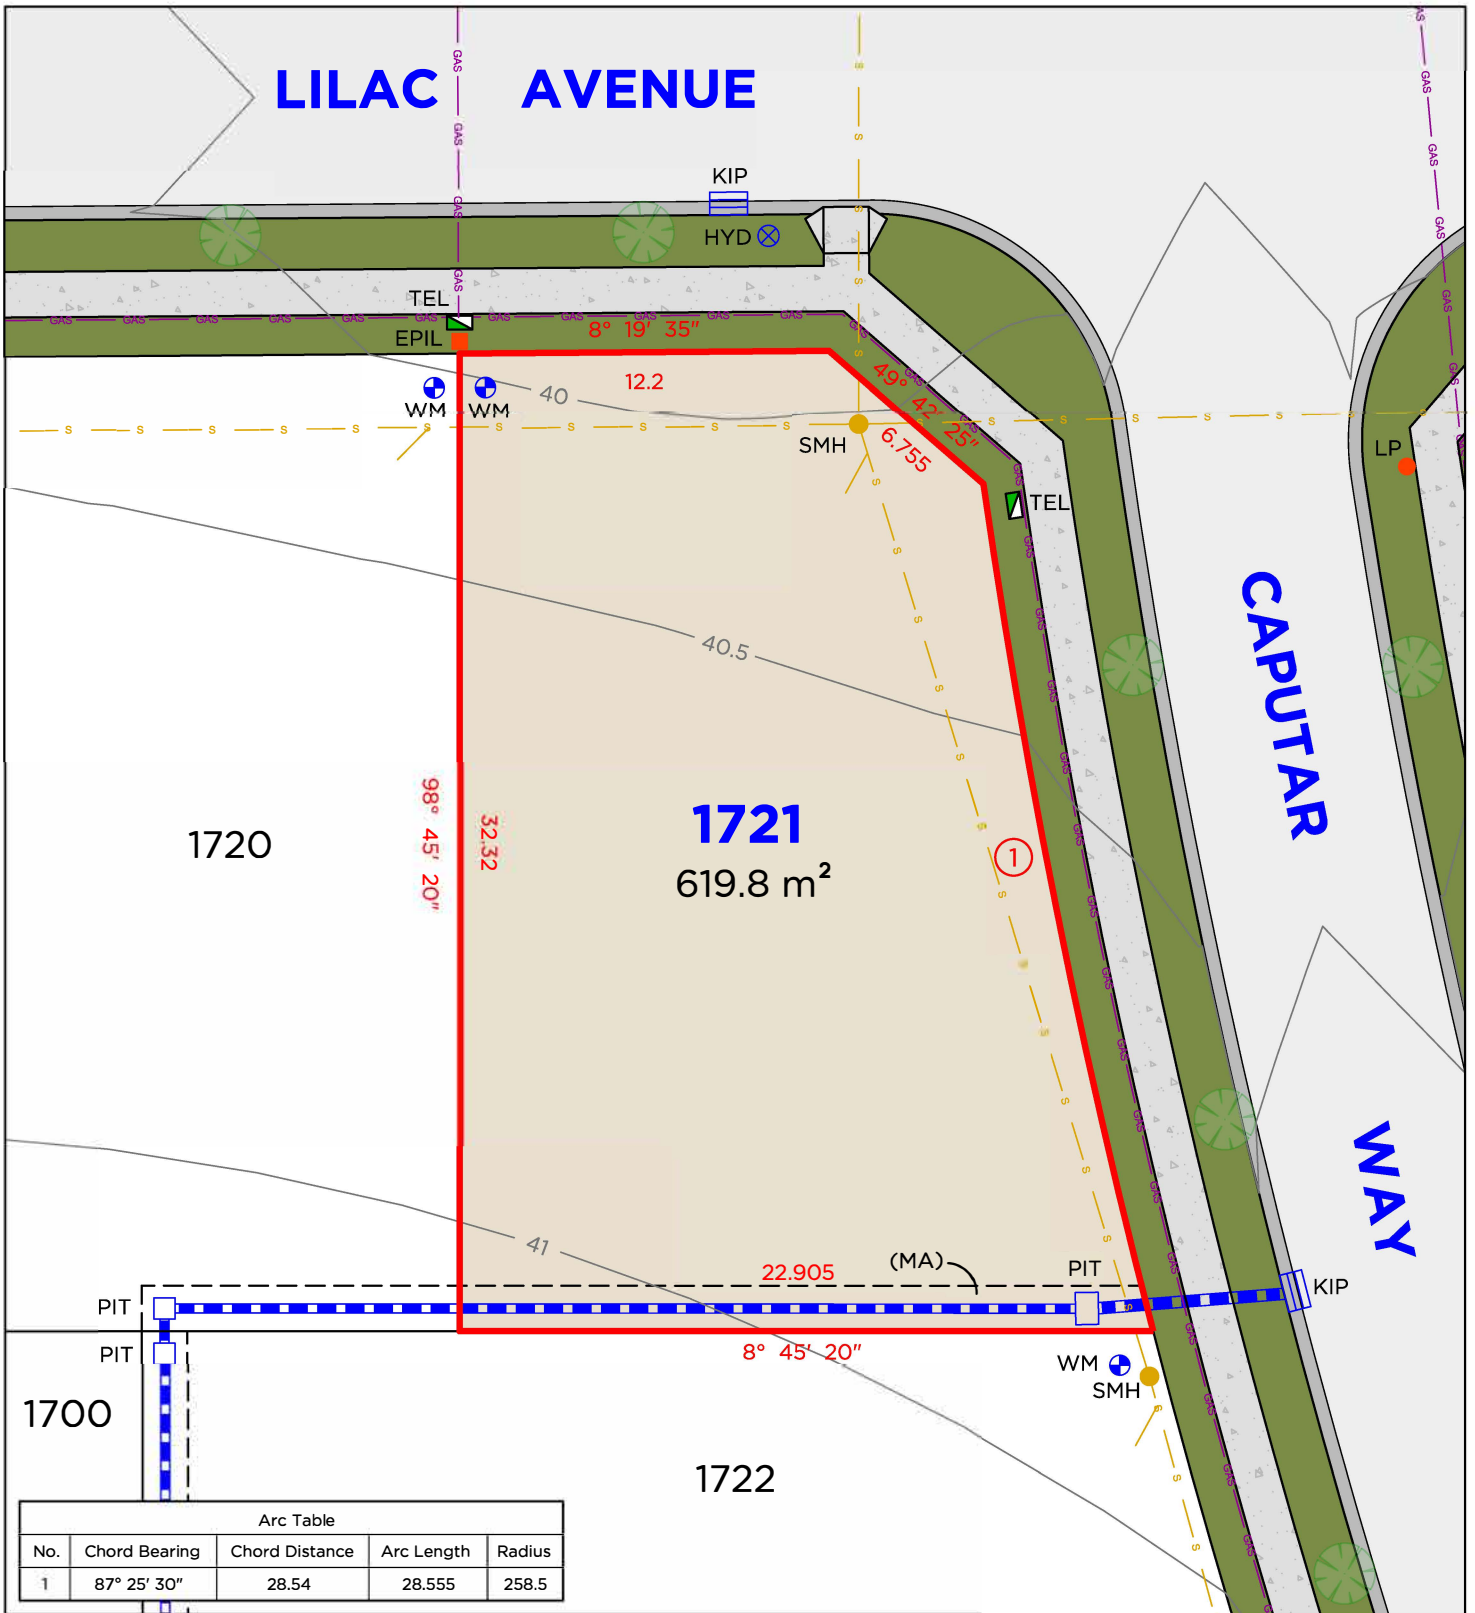 LILAC AVENUE
KIP
HYD
TEL
EPIL
8° 19' 35"
12.2
40
WM WM
SMH
49° 42' 25"
6.755
LP
TEL
40.5
CAPUTAR
WAY
98° 45' 20"
32.32
1720
1721
619.8 m²
1
41
22.905
(MA)
PIT
KIP
PIT
PIT
8° 45' 20"
WM
SMH
1700
1722
Arc Table
No. Chord Bearing Chord Distance Arc Length Radius
1 87° 25' 30" 28.54 28.555 258.5